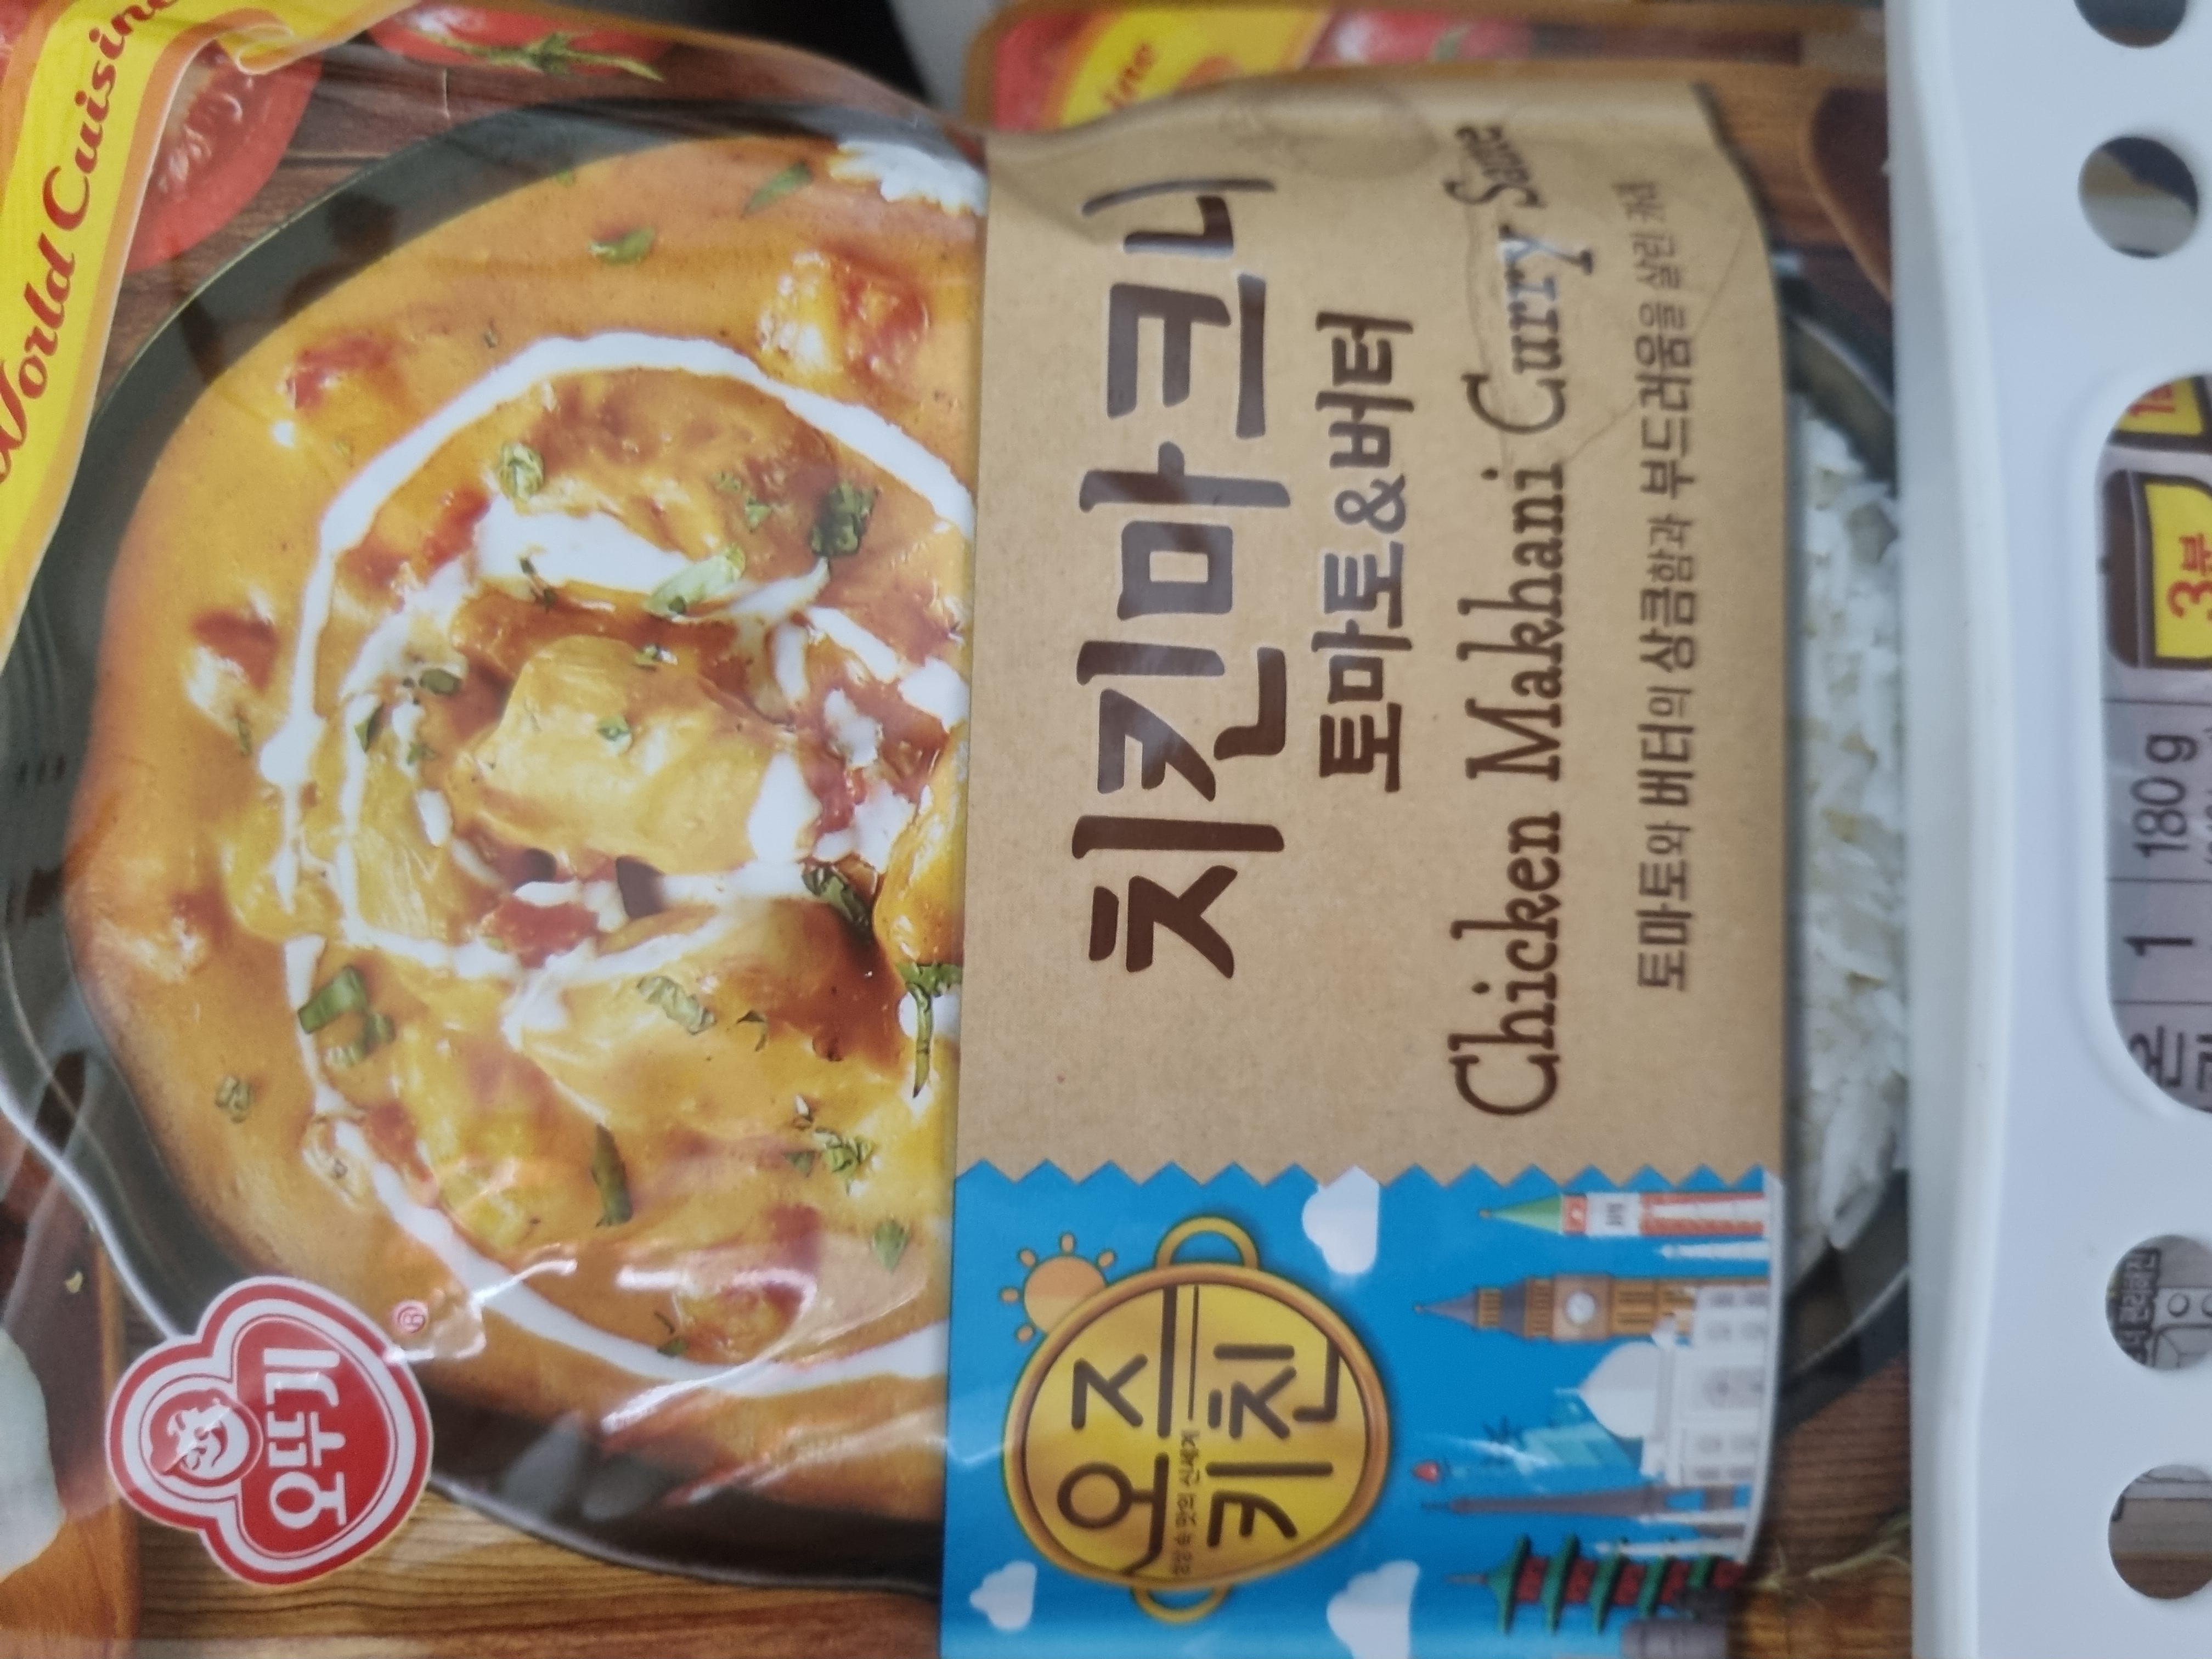 World Cuisine
오뚜기
®
치킨마크니
토마토&버터
Chicken Makhani Curry Sauce
토마토와 버터의 상큼함과 부드러움을 살린 커리
오즈
키친
3분
1
180 g